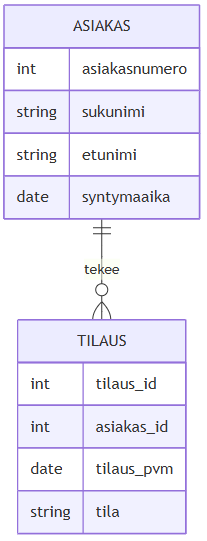 ASIAKAS
int asiakasnumero
string sukunimi
string etunimi
date syntymaaika
tekee
TILAUS
int tilaus_id
int asiakas_id
date tilaus_pvm
string tila